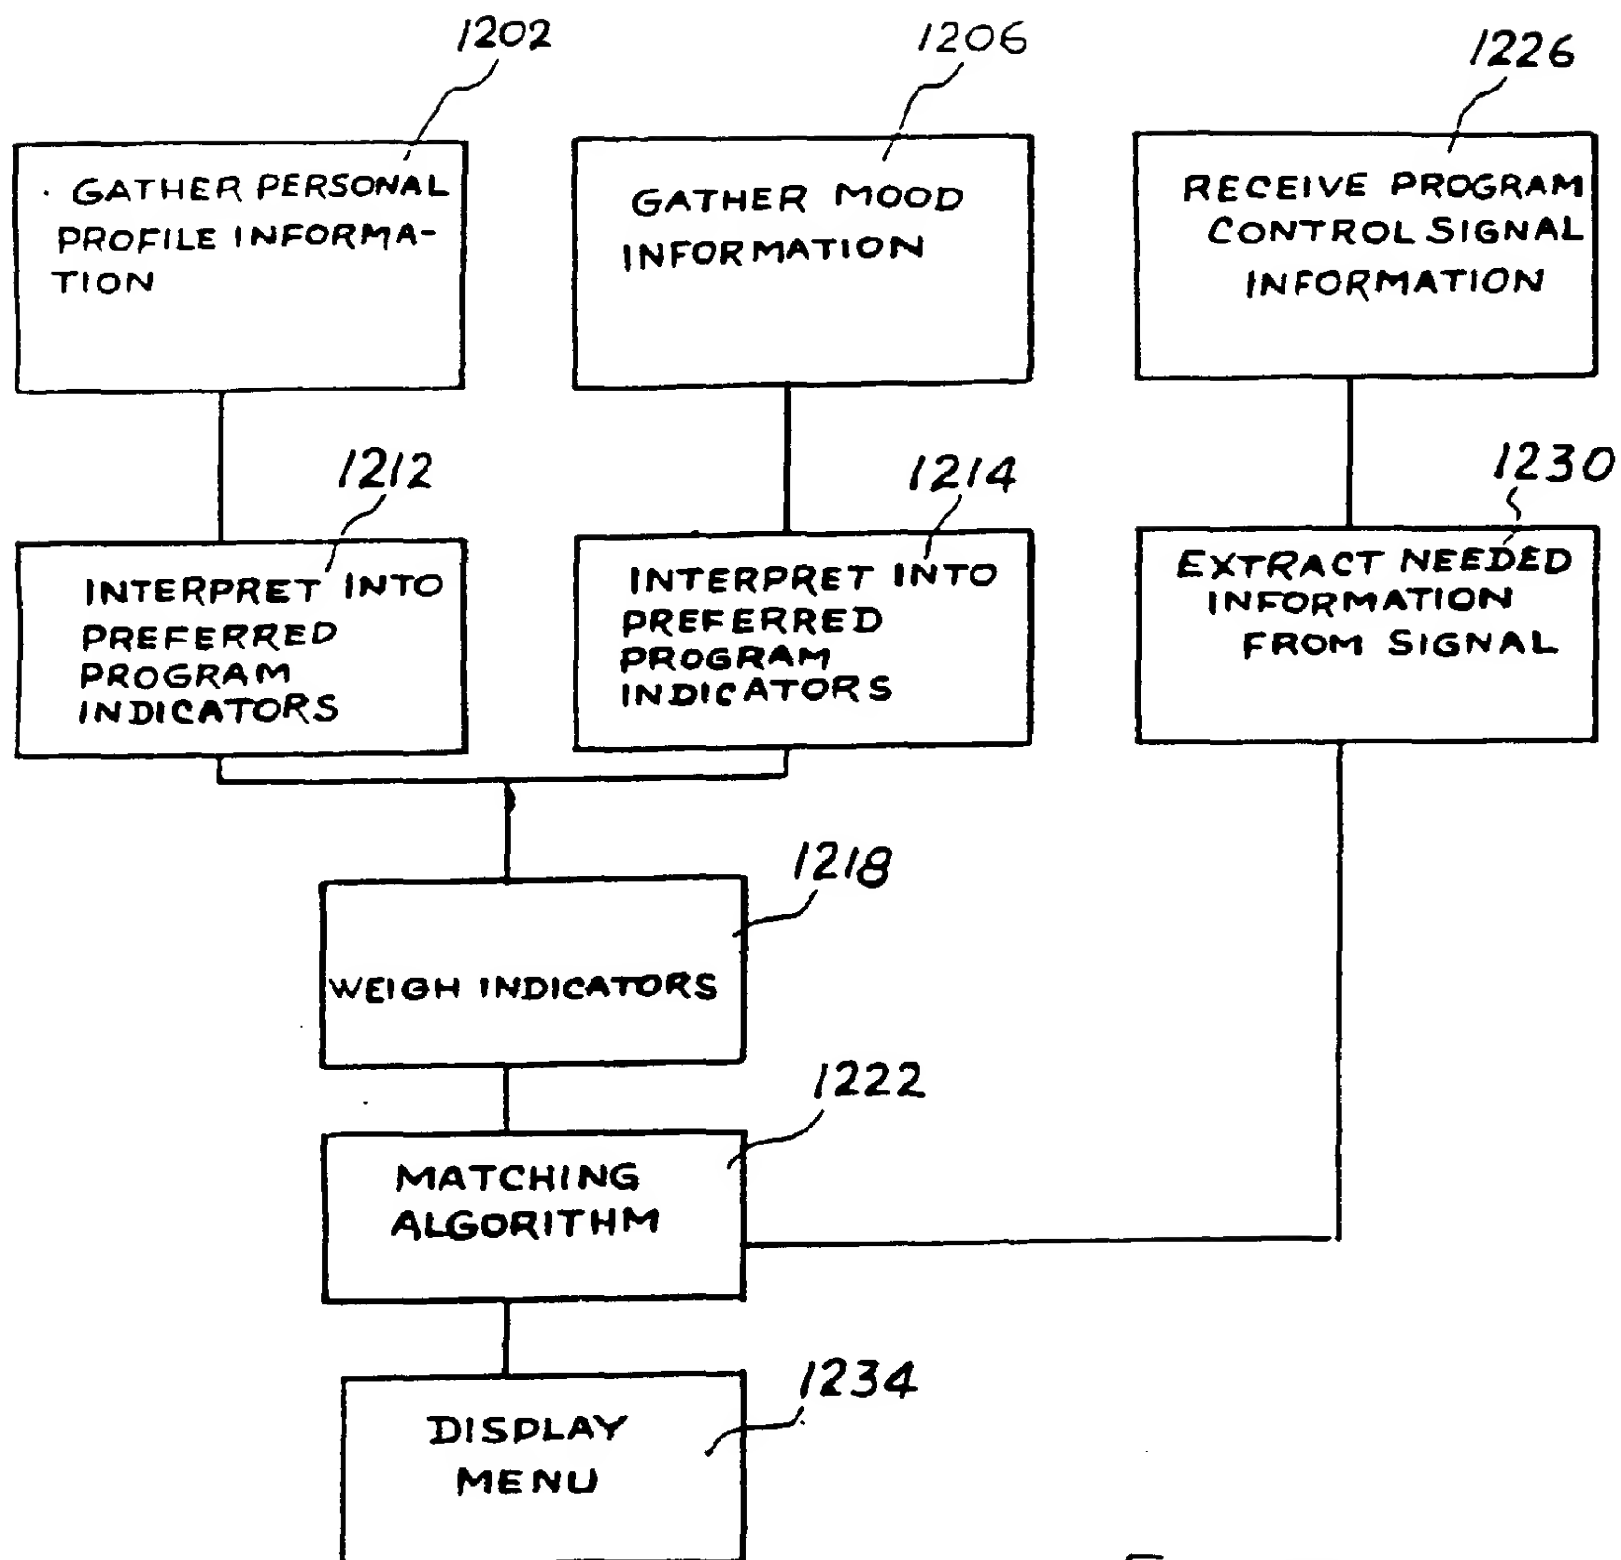 1202
GATHER PERSONAL
PROFILE INFORMA-
TION
1206
GATHER MOOD
INFORMATION
1226
RECEIVE PROGRAM
CONTROL SIGNAL
INFORMATION
1212
INTERPRET INTO
PREFERRED
PROGRAM
INDICATORS
1214
INTERPRET INTO
PREFERRED
PROGRAM
INDICATORS
1230
EXTRACT NEEDED
INFORMATION
FROM SIGNAL
1218
WEIGH INDICATORS
1222
MATCHING
ALGORITHM
1234
DISPLAY
MENU